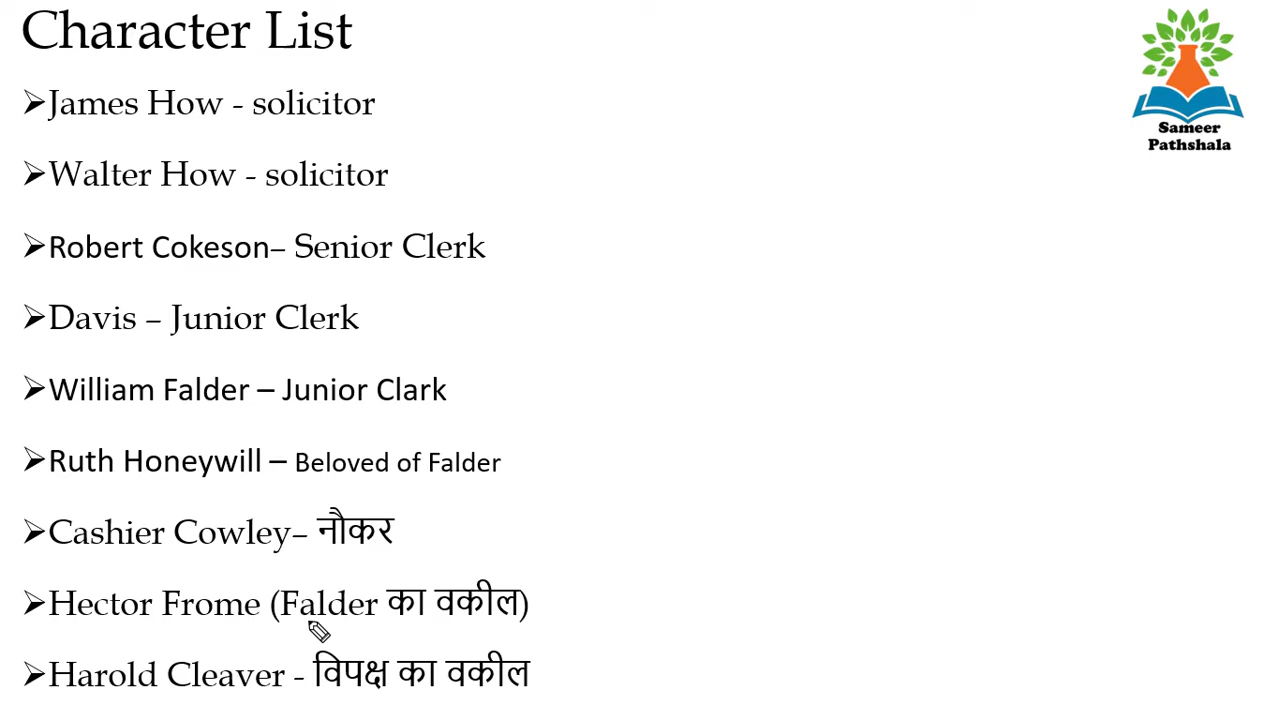 Character List
➢James How - solicitor
➢Walter How - solicitor
➢Robert Cokeson– Senior Clerk
➢Davis – Junior Clerk
➢William Falder – Junior Clark
➢Ruth Honeywill – Beloved of Falder
➢Cashier Cowley– नौकर
➢Hector Frome (Falder का वकील)
➢Harold Cleaver - विपक्ष का वकील
Sameer
Pathshala